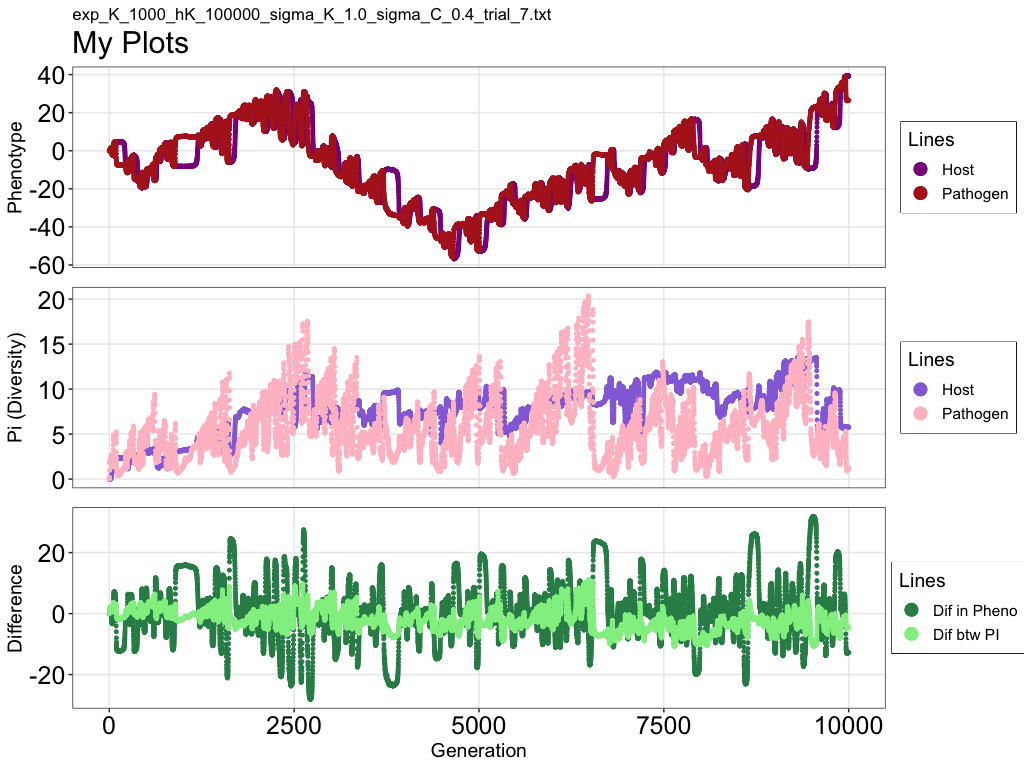 exp_K_1000_hK_100000_sigma_K_1.0_sigma_C_0.4_trial_7.txt
My Plots
40
20
0
-20
-40
-60
Phenotype
Lines
Host
Pathogen
20
15
10
5
0
Pi (Diversity)
Lines
Host
Pathogen
20
0
-20
Difference
Lines
Dif in Pheno
Dif btw PI
0 2500 5000 7500 10000
Generation